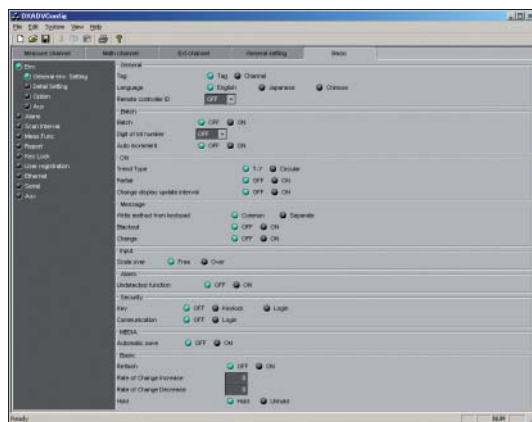 DXADVConfig
File Edit System View Help
Measure channel Math channel Ext channel General setting Basic
Env.
General env. Setting
Detail Setting
Option
Aux
Alarm
Scan Interval
Meas Func.
Report
Key Lock
User registration
Ethernet
Serial
Aux
General
Tag Tag Channel
Language English Japanese Chinese
Remote controller ID OFF
Batch
Batch OFF ON
Digit of lot number OFF
Auto increment OFF ON
Trend Type T-Y Circular
Partial OFF ON
Change display update interval OFF ON
Message
Write method from keypad Common Separate
Blackout OFF ON
Change OFF ON
Input
Scale over Free Over
Alarm
Undetected function OFF ON
Security
Key OFF Keylock Login
Communication OFF Login
MEDIA
Automatic save OFF ON
Basic
Reflash OFF ON
Rate of Change Increase
Rate of Change Decrease
Hold Hold Unhold
Ready NUM